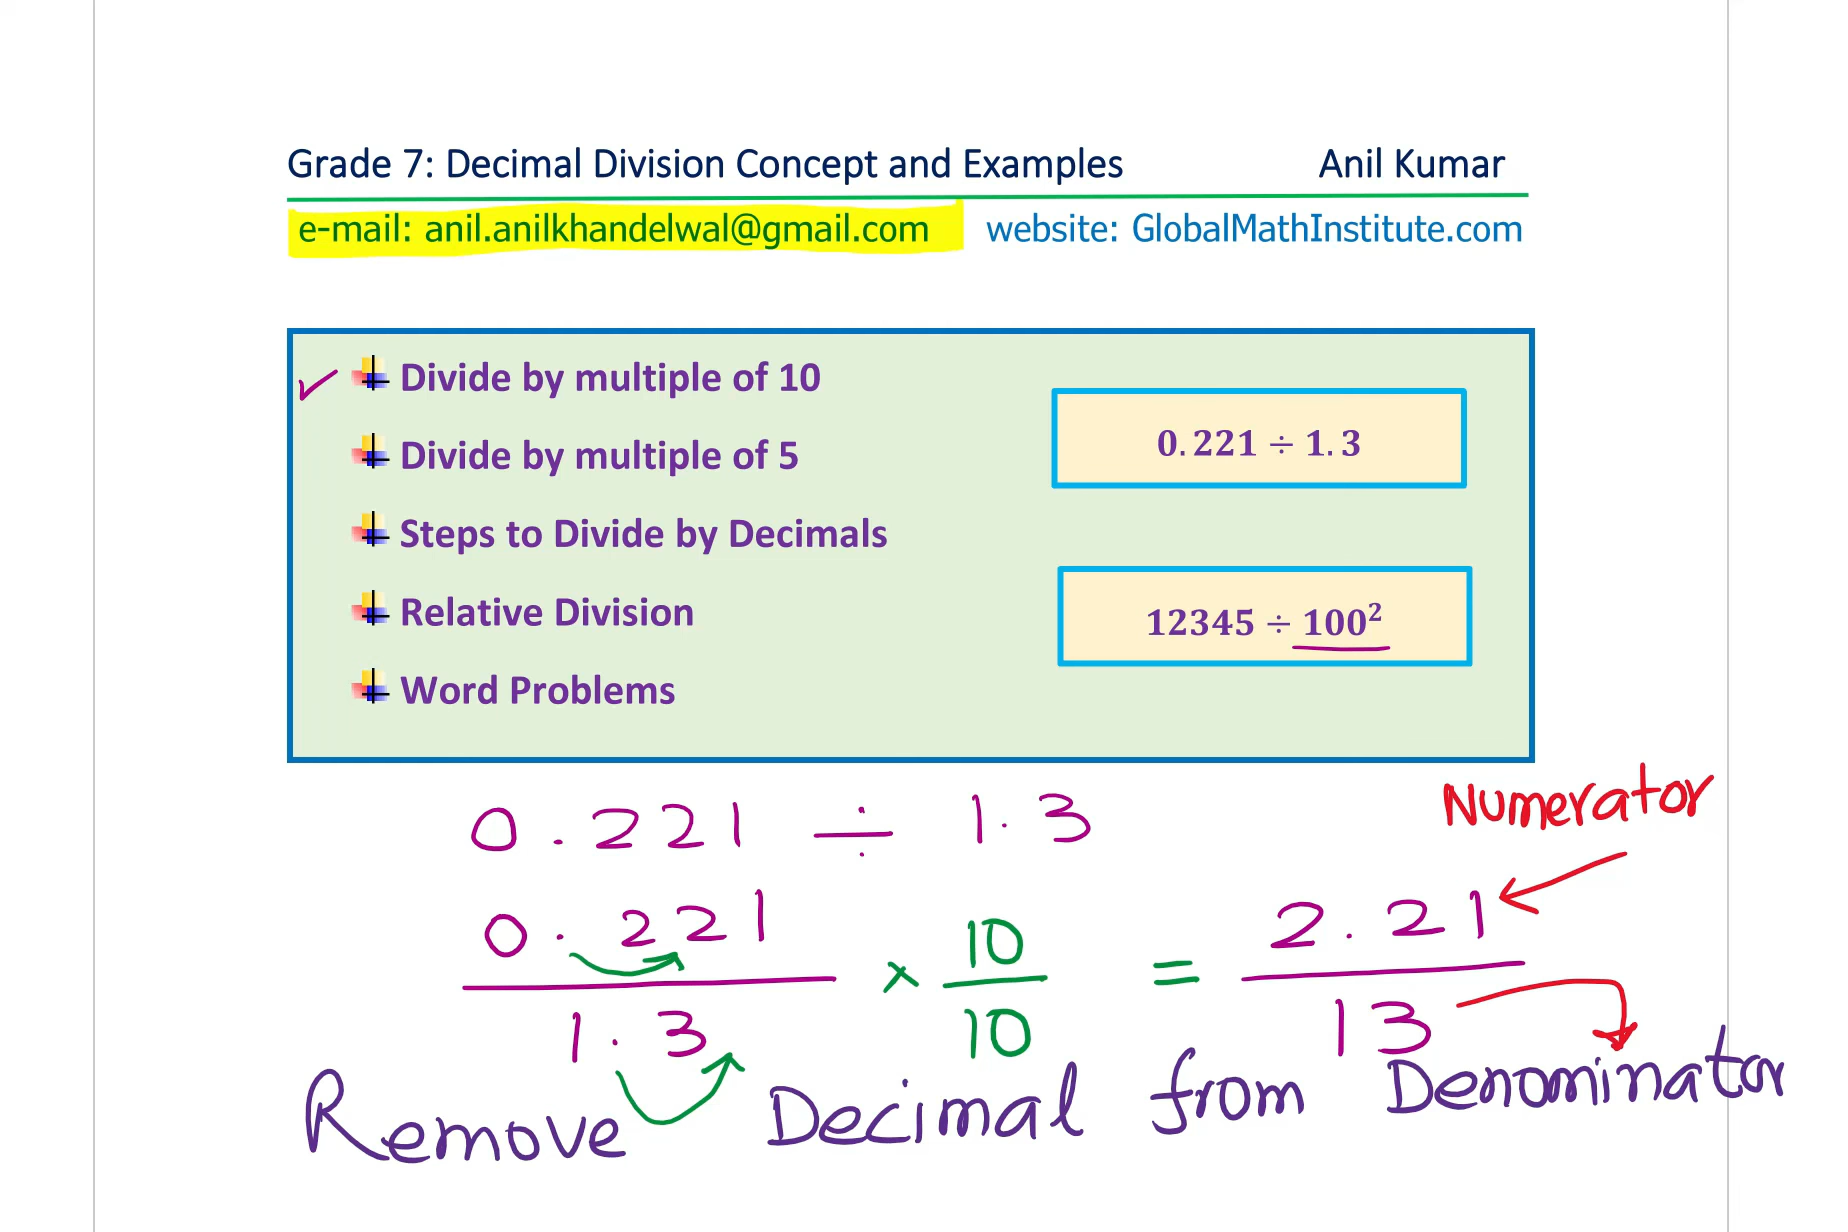 Grade 7: Decimal Division Concept and Examples Anil Kumar
e-mail: anil.anilkhandelwal@gmail.com website: GlobalMathInstitute.com
Divide by multiple of 10
Divide by multiple of 5
Steps to Divide by Decimals
Relative Division
Word Problems
0.221 ÷ 1.3
12345 ÷ 100²
0.221 ÷ 1.3
Numerator
0.221 / 1.3 × 10 / 10 = 2.21 / 13
Remove Decimal from Denominator